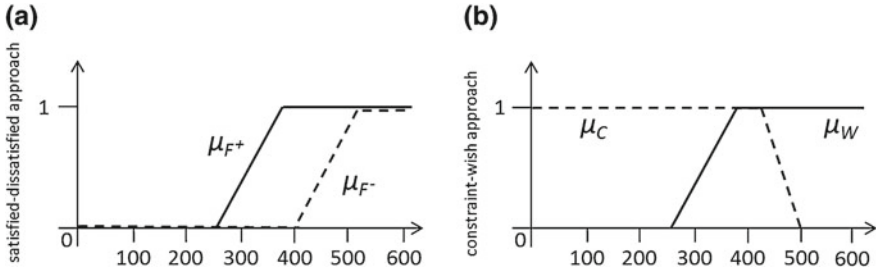 (a)
satisfied-dissatisfied approach
1
μF+
μF-
0
100 200 300 400 500 600
(b)
constraint-wish approach
1
μC
μW
0
100 200 300 400 500 600